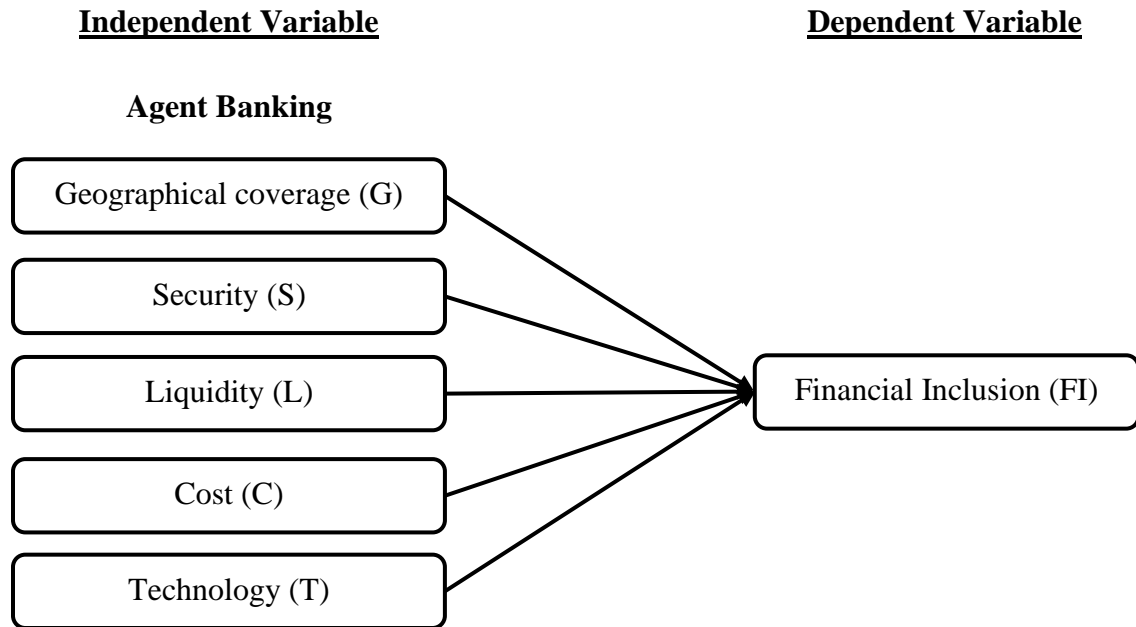 Independent Variable
Dependent Variable
Agent Banking
Geographical coverage (G)
Security (S)
Liquidity (L)
Cost (C)
Technology (T)
Financial Inclusion (FI)